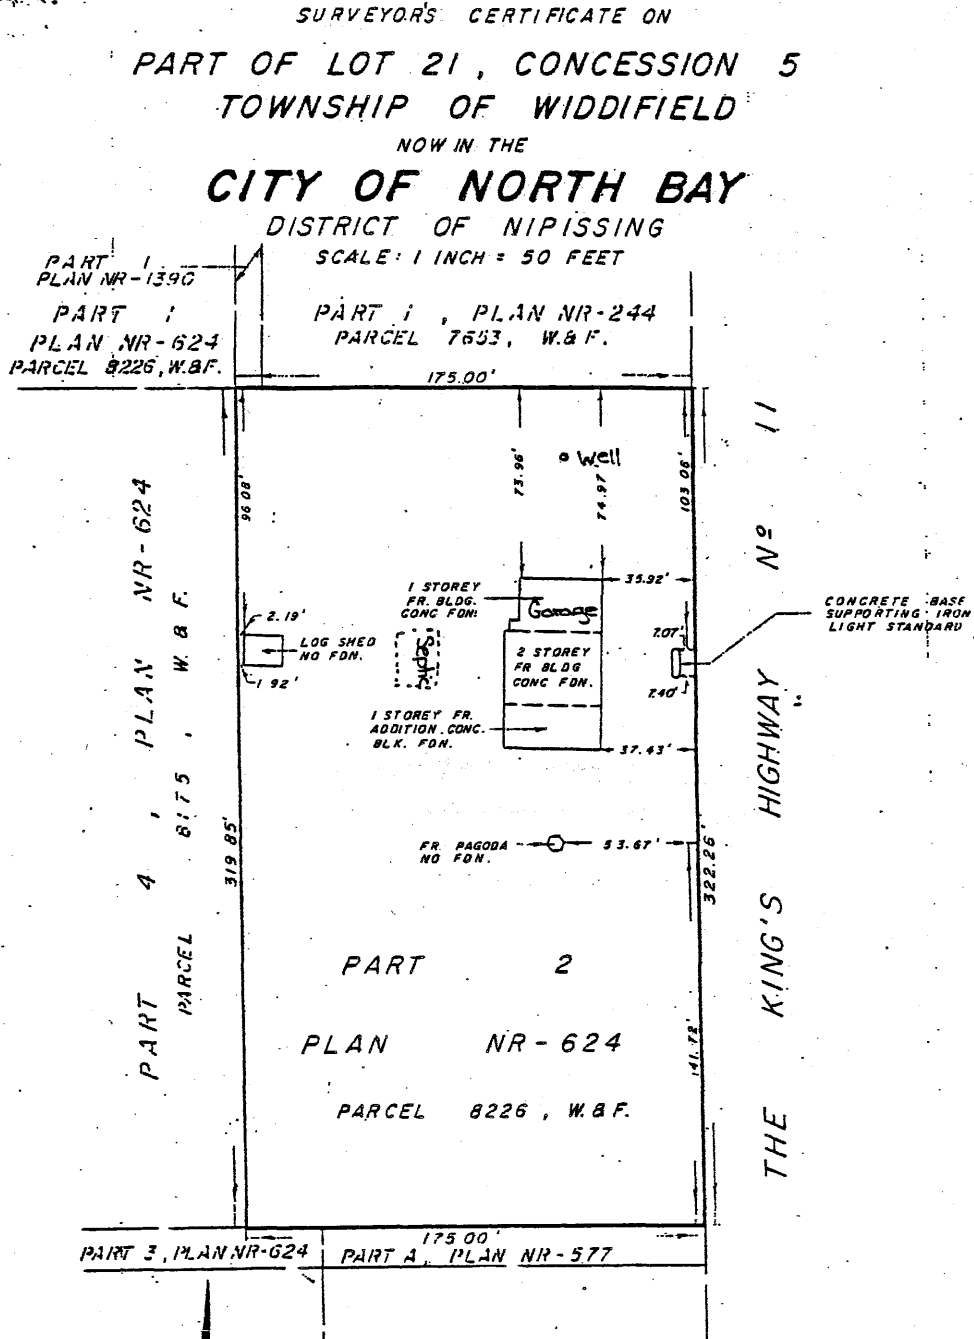 SURVEYOR'S CERTIFICATE ON
PART OF LOT 21, CONCESSION 5
TOWNSHIP OF WIDDIFIELD
NOW IN THE
CITY OF NORTH BAY
DISTRICT OF NIPISSING
SCALE: 1 INCH = 50 FEET
PART 1
PLAN NR-1390
PART 1
PLAN NR-624
PARCEL 8226, W.&F.
PART 1, PLAN NR-244
PARCEL 7653, W.&F.
175.00'
96.08'
73.96'
Well
74.97'
103.06'
1 STOREY
FR. BLDG.
CONC FDN.
Garage
35.92'
2.19'
LOG SHED
NO FDN.
1.92'
Septic
2 STOREY
FR BLDG
CONC FDN.
7.07'
7.40'
CONCRETE BASE
SUPPORTING IRON
LIGHT STANDARD
1 STOREY FR.
ADDITION. CONC.
BLK. FDN.
37.43'
FR. PAGODA
NO FDN.
53.67'
319.85'
322.26'
141.72'
PART 4, PLAN NR-624
PARCEL 8175, W.&F.
THE KING'S HIGHWAY Nº 11
PART 2
PLAN NR-624
PARCEL 8226, W.&F.
175.00'
PART 3, PLAN NR-624
PART A, PLAN NR-577